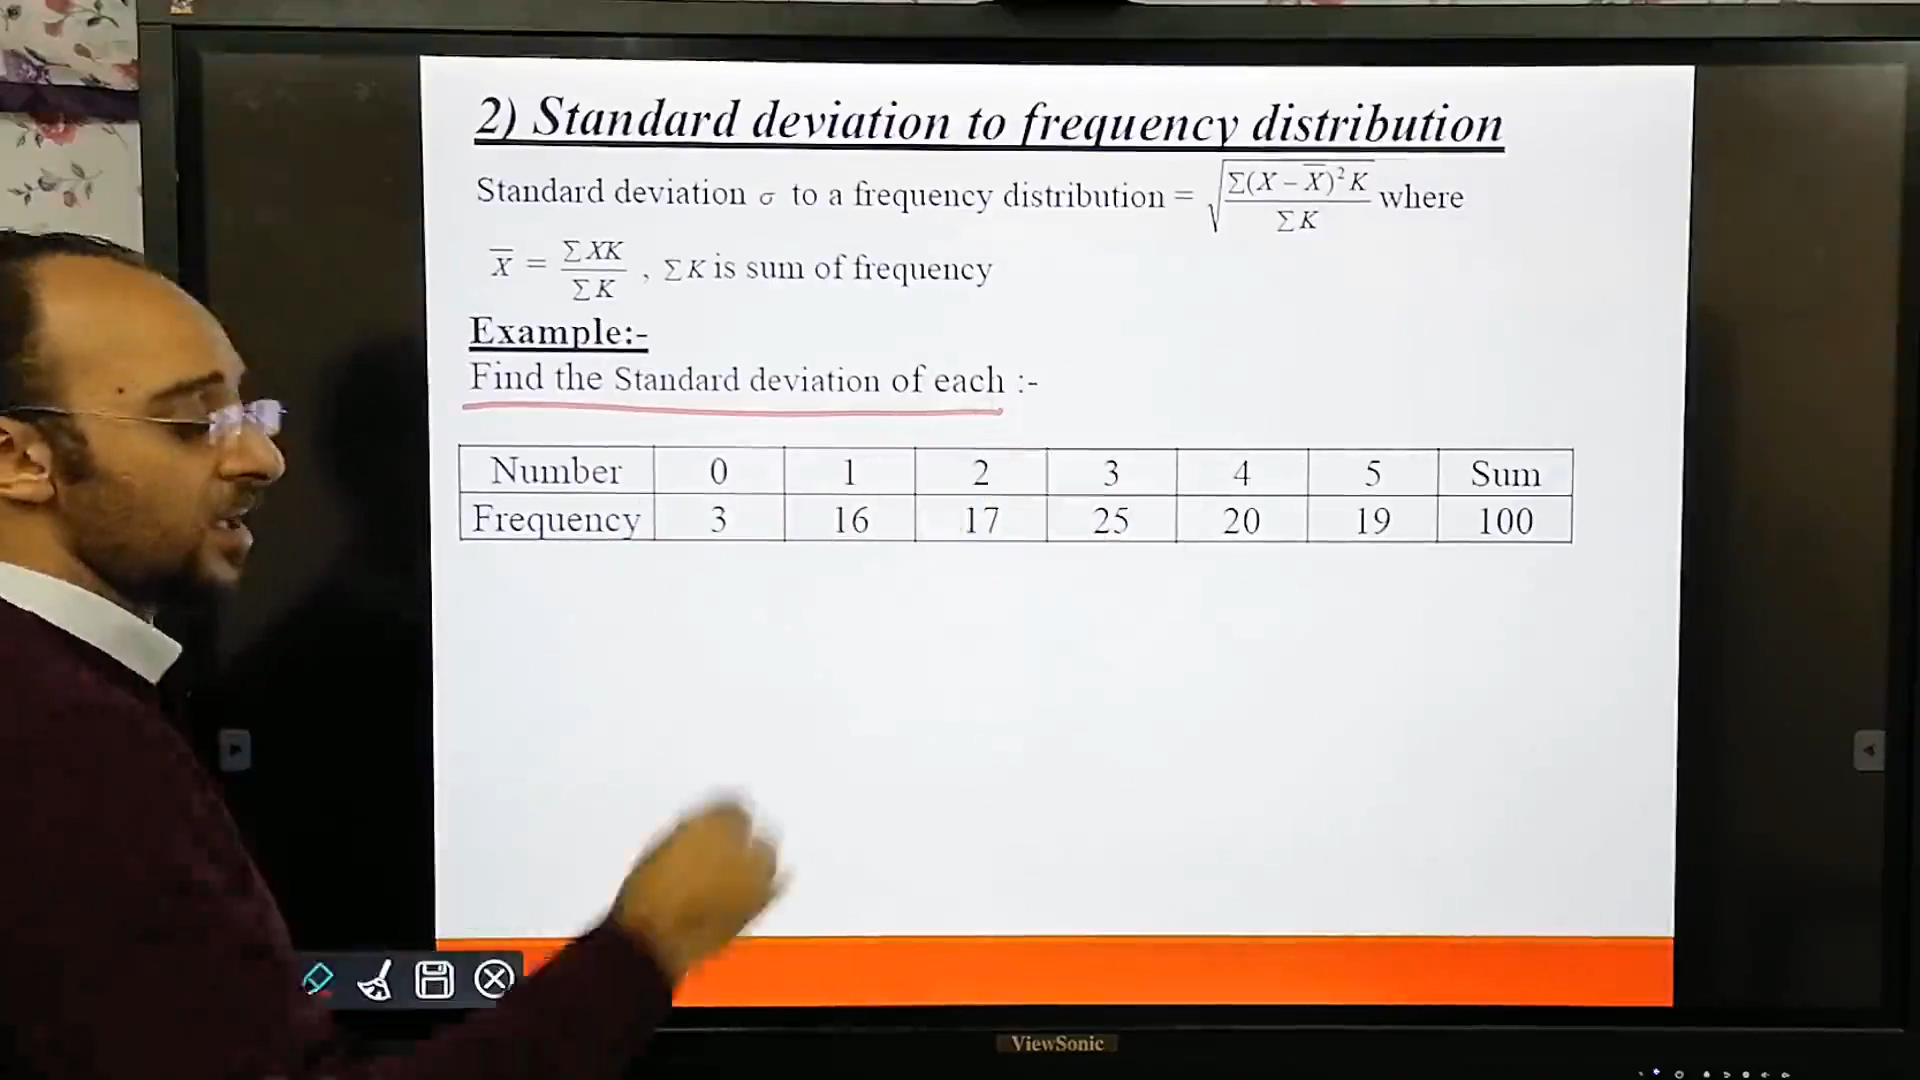 2) Standard deviation to frequency distribution
Standard deviation σ to a frequency distribution = √(Σ(X − X̄)² K / ΣK) where
X̄ = ΣXK / ΣK , ΣK is sum of frequency
Example:-
Find the Standard deviation of each :-
Number 0 1 2 3 4 5 Sum
Frequency 3 16 17 25 20 19 100
ViewSonic